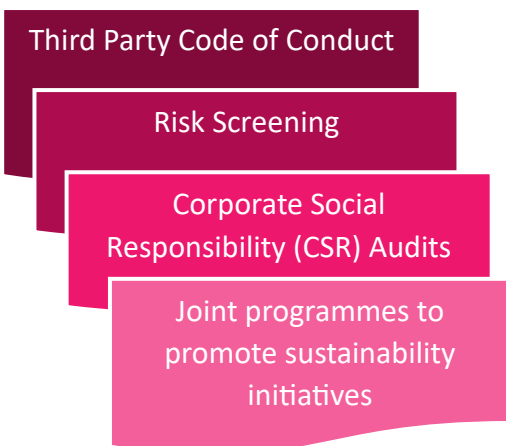 Third Party Code of Conduct
Risk Screening
Corporate Social
Responsibility (CSR) Audits
Joint programmes to
promote sustainability
initiatives